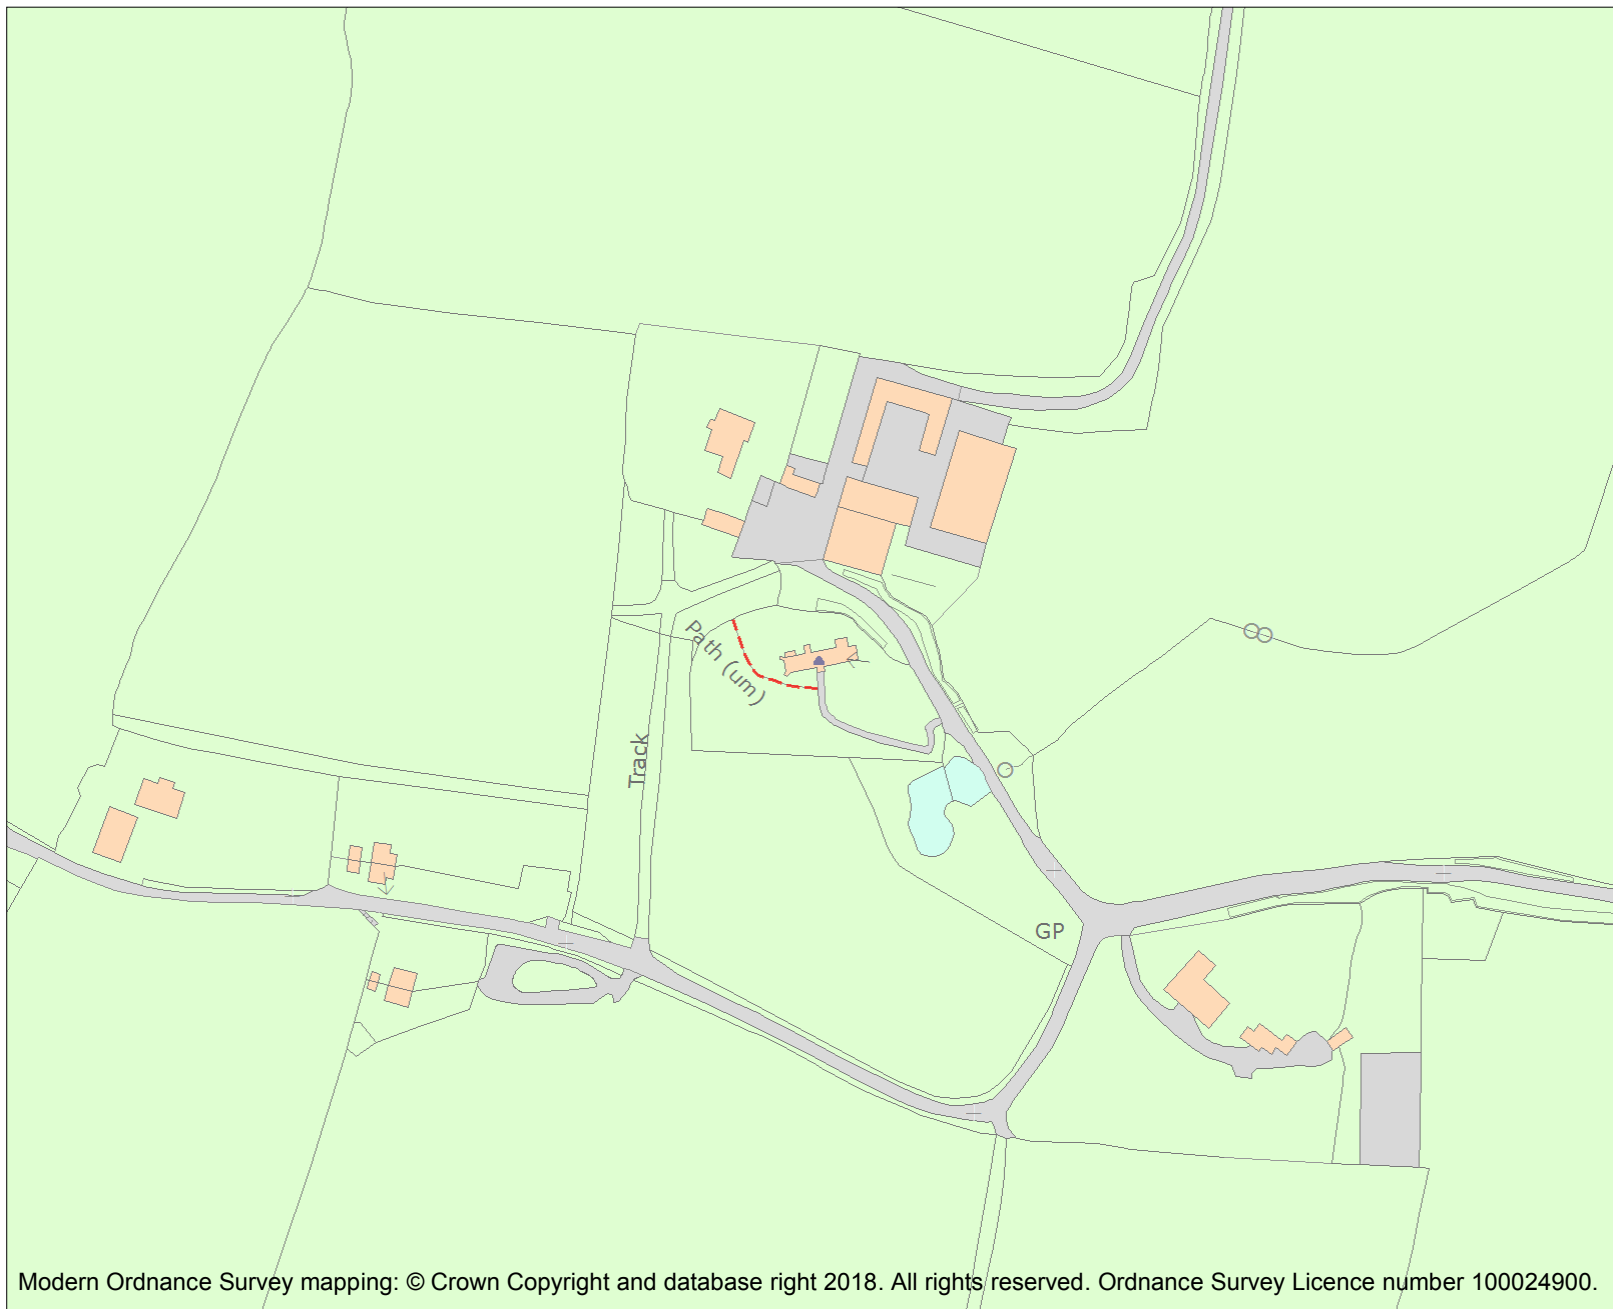 Path (um)
Track
GP
Modern Ordnance Survey mapping: © Crown Copyright and database right 2018. All rights reserved. Ordnance Survey Licence number 100024900.